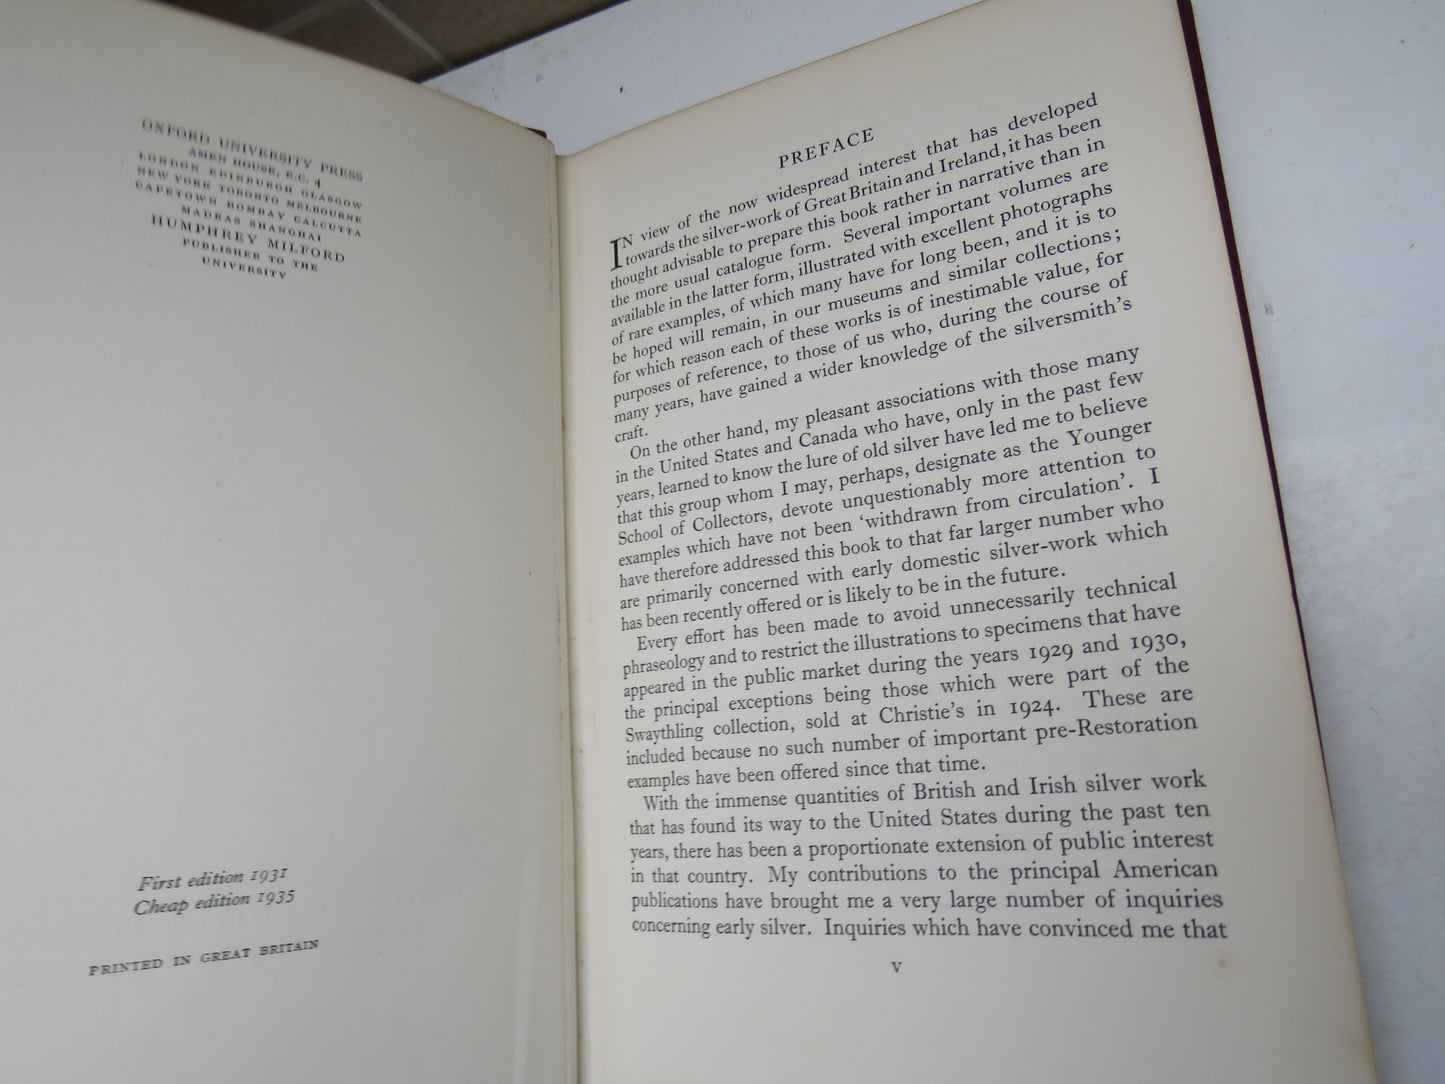 OXFORD UNIVERSITY PRESS
AMEN HOUSE, E.C. 4
LONDON EDINBURGH GLASGOW
NEW YORK TORONTO MELBOURNE
CAPETOWN BOMBAY CALCUTTA
MADRAS SHANGHAI
HUMPHREY MILFORD
PUBLISHER TO THE
UNIVERSITY
First edition 1931
Cheap edition 1935
PRINTED IN GREAT BRITAIN
PREFACE
IN view of the now widespread interest that has developed
towards the silver-work of Great Britain and Ireland, it has been
thought advisable to prepare this book rather in narrative than in
the more usual catalogue form. Several important volumes are
available in the latter form, illustrated with excellent photographs
of rare examples, of which many have for long been, and it is to
be hoped will remain, in our museums and similar collections;
for which reason each of these works is of inestimable value, for
purposes of reference, to those of us who, during the course of
many years, have gained a wider knowledge of the silversmith's
craft.
On the other hand, my pleasant associations with those many
in the United States and Canada who have, only in the past few
years, learned to know the lure of old silver have led me to believe
that this group whom I may, perhaps, designate as the Younger
School of Collectors, devote unquestionably more attention to
examples which have not been 'withdrawn from circulation'. I
have therefore addressed this book to that far larger number who
are primarily concerned with early domestic silver-work which
has been recently offered or is likely to be in the future.
Every effort has been made to avoid unnecessarily technical
phraseology and to restrict the illustrations to specimens that have
appeared in the public market during the years 1929 and 1930,
the principal exceptions being those which were part of the
Swaythling collection, sold at Christie's in 1924. These are
included because no such number of important pre-Restoration
examples have been offered since that time.
With the immense quantities of British and Irish silver work
that has found its way to the United States during the past ten
years, there has been a proportionate extension of public interest
in that country. My contributions to the principal American
publications have brought me a very large number of inquiries
concerning early silver. Inquiries which have convinced me that
v